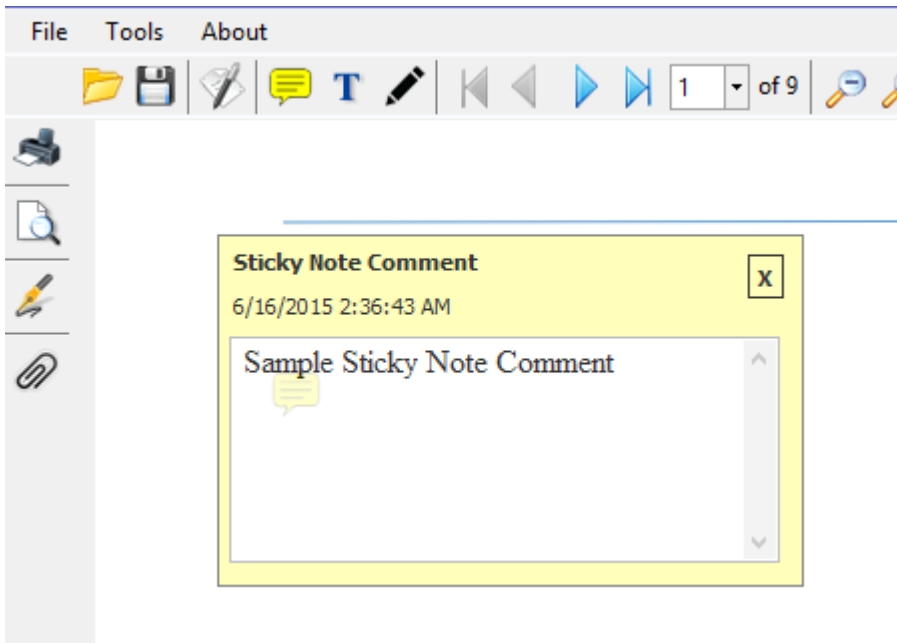 File Tools About
T 1 of 9
Sticky Note Comment
X
6/16/2015 2:36:43 AM
Sample Sticky Note Comment